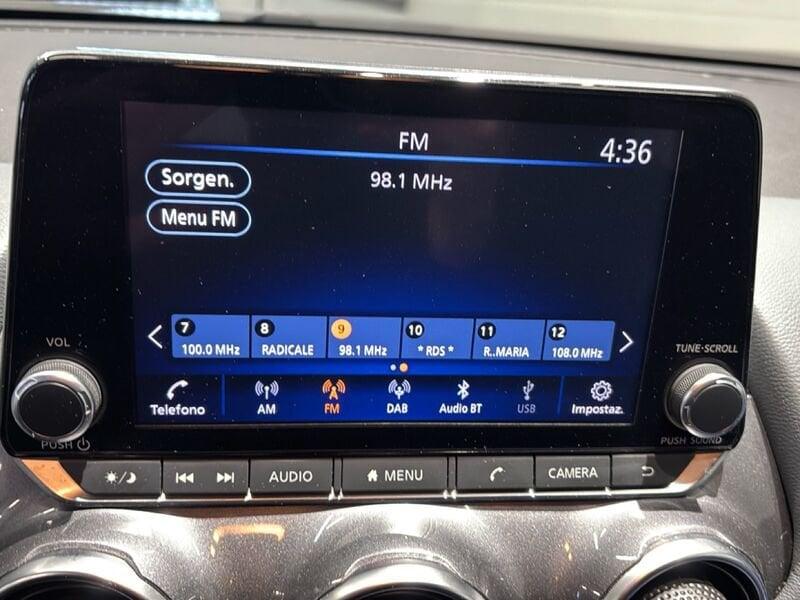 FM
4:36
Sorgen.
98.1 MHz
Menu FM
7 8 9 10 11 12
100.0 MHz RADICALE 98.1 MHz * RDS * R..MARIA 108.0 MHz
VOL
TUNE·SCROLL
Telefono AM FM DAB Audio BT USB Impostaz.
PUSH
PUSH SOUND
AUDIO MENU CAMERA